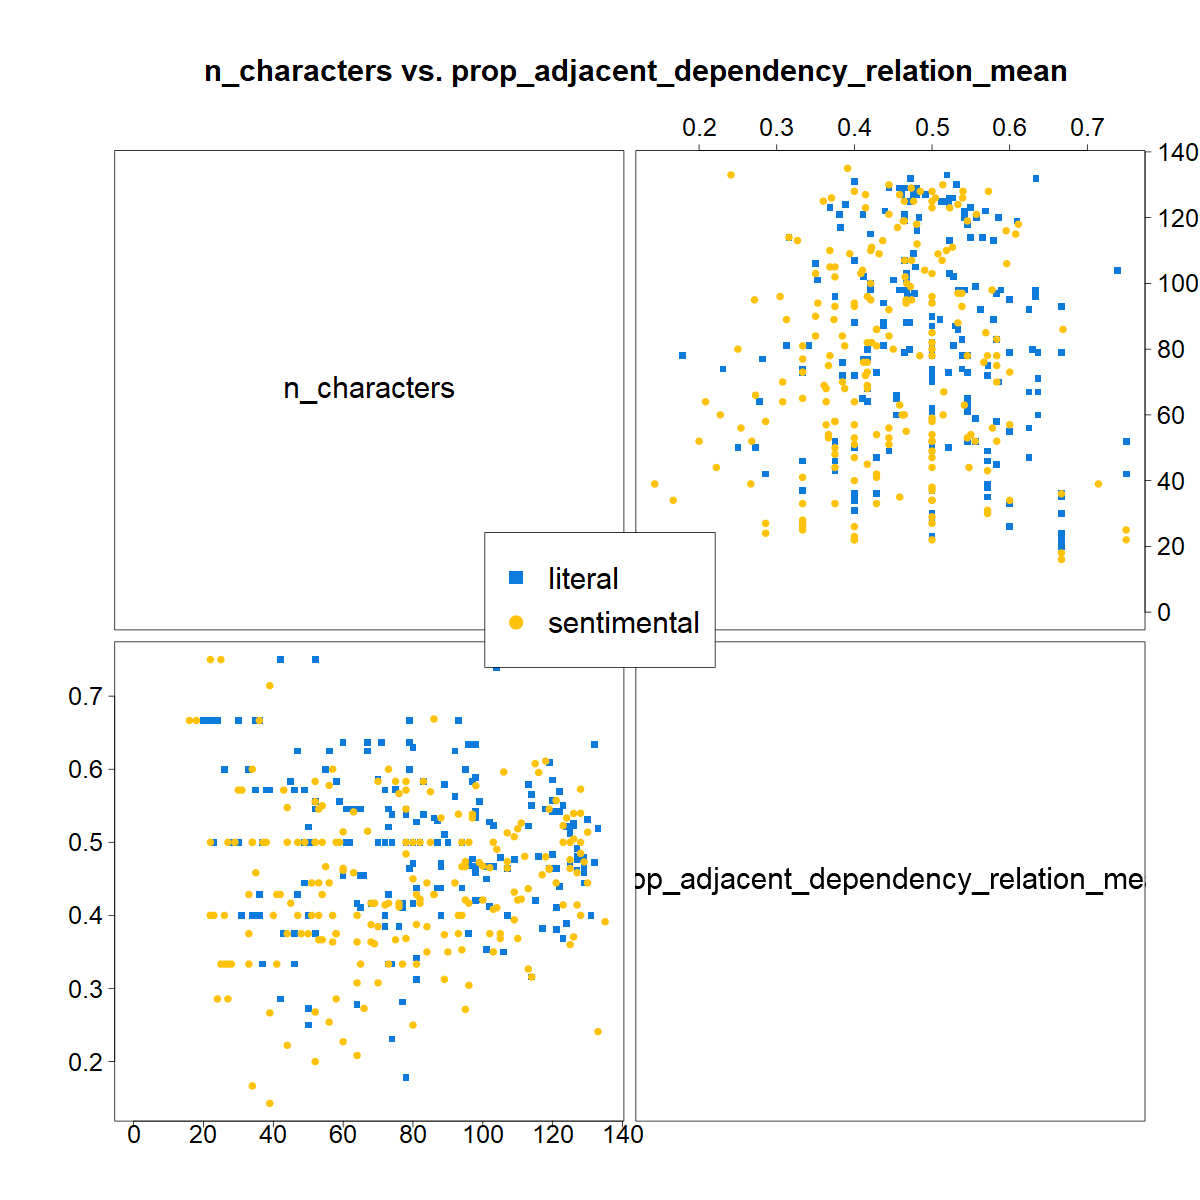 n_characters vs. prop_adjacent_dependency_relation_mean
0.2 0.3 0.4 0.5 0.6 0.7
n_characters
140
120
100
80
60
40
20
0
literal
sentimental
0.7
0.6
0.5
0.4
0.3
0.2
op_adjacent_dependency_relation_me
0 20 40 60 80 100 120 140